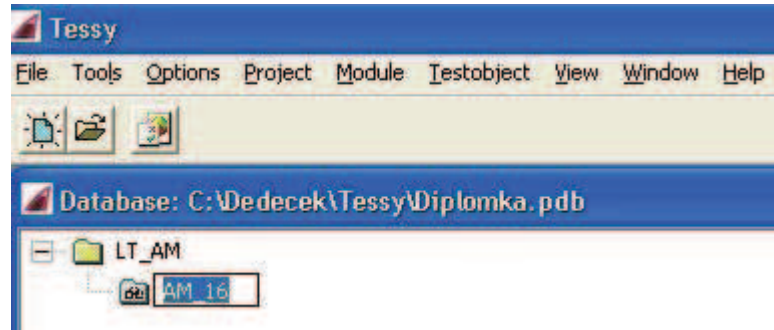 Tessy
File Tools Options Project Module Testobject View Window Help
Database: C:\Dedecek\Tessy\Diplomka.pdb
LT_AM
AM_16